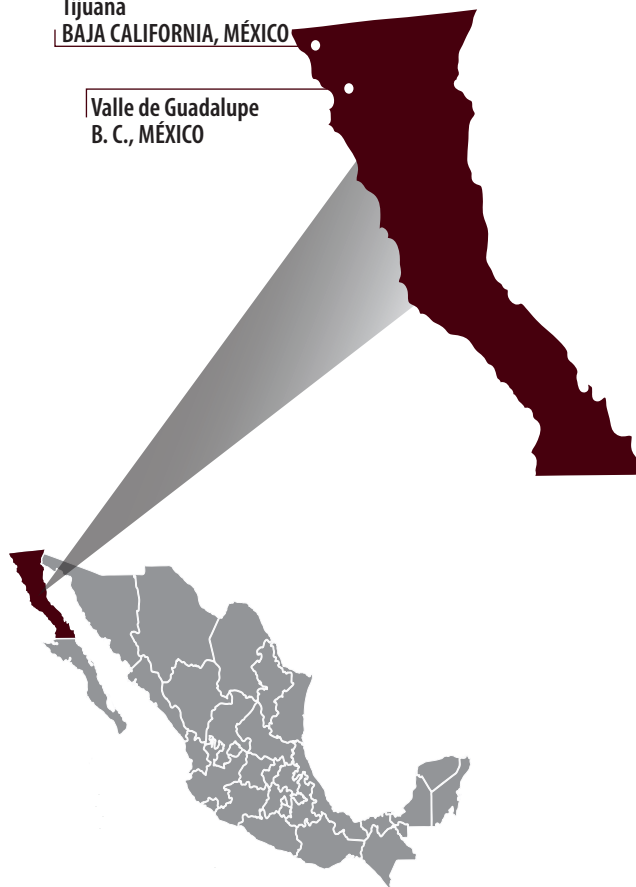 Tijuana
BAJA CALIFORNIA, MÉXICO
Valle de Guadalupe
B. C., MÉXICO